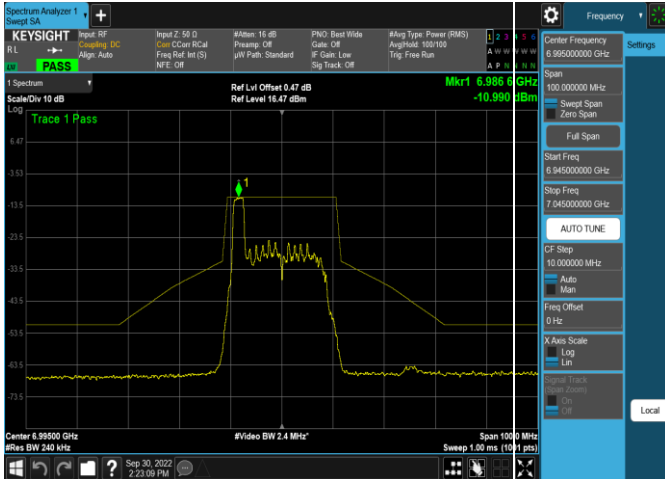 Spectrum Analyzer 1
Swept SA
KEYSIGHT
R L
LV
PASS
Input: RF
Coupling: DC
Align: Auto
Input Z: 50 Ω
Corr CCorr RCal
Freq Ref: Int (S)
NFE: Off
#Atten: 16 dB
Preamp: Off
µW Path: Standard
PNO: Best Wide
Gate: Off
IF Gain: Low
Sig Track: Off
#Avg Type: Power (RMS)
Avg|Hold: 100/100
Trig: Free Run
1 2 3 4 5 6
A W W W W W
A P N N N N
1 Spectrum
Scale/Div 10 dB
Log
Ref Lvl Offset 0.47 dB
Ref Level 16.47 dBm
Mkr1 6.986 6 GHz
-10.990 dBm
Trace 1 Pass
1
6.47
-3.53
-13.5
-23.5
-33.5
-43.5
-53.5
-63.5
-73.5
Center 6.99500 GHz
#Res BW 240 kHz
#Video BW 2.4 MHz*
Span 100.0 MHz
Sweep 1.00 ms (1001 pts)
Sep 30, 2022
2:23:09 PM
Frequency
Settings
Center Frequency
6.995000000 GHz
Span
100.000000 MHz
Swept Span
Zero Span
Full Span
Start Freq
6.945000000 GHz
Stop Freq
7.045000000 GHz
AUTO TUNE
CF Step
10.000000 MHz
Auto
Man
Freq Offset
0 Hz
X Axis Scale
Log
Lin
Signal Track
(Span Zoom)
On
Off
Local